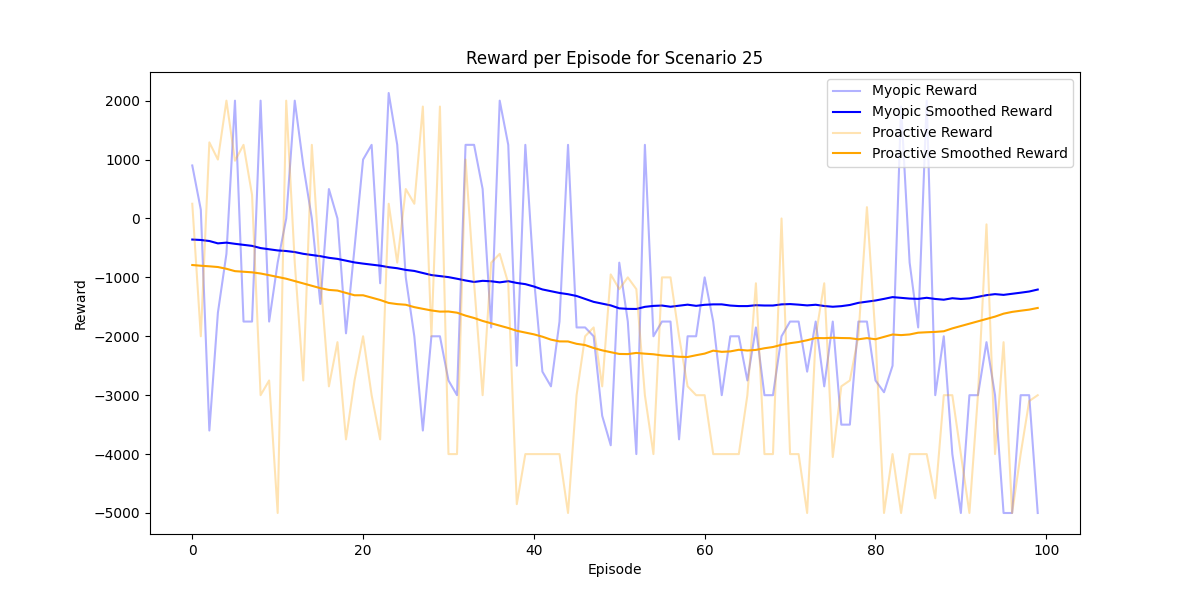 Reward per Episode for Scenario 25
Myopic Reward
Myopic Smoothed Reward
Proactive Reward
Proactive Smoothed Reward
Reward
2000
1000
0
−1000
−2000
−3000
−4000
−5000
0 20 40 60 80 100
Episode